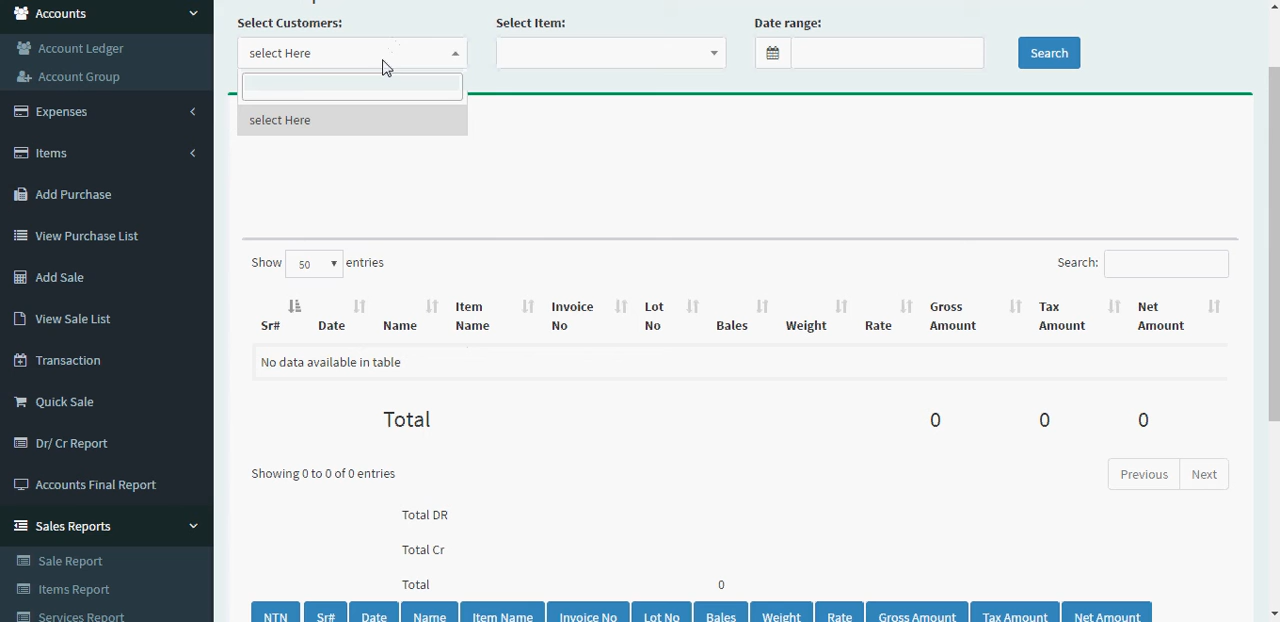 Accounts
Account Ledger
Account Group
Expenses
Items
Add Purchase
View Purchase List
Add Sale
View Sale List
Transaction
Quick Sale
Dr/ Cr Report
Accounts Final Report
Sales Reports
Sale Report
Items Report
Services Report
Select Customers: Select Item: Date range:
select Here Search
select Here
Show 50 entries Search:
Sr# Date Name Item Name Invoice No Lot No Bales Weight Rate Gross Amount Tax Amount Net Amount
No data available in table
Total 0 0 0
Showing 0 to 0 of 0 entries Previous Next
Total DR
Total Cr
Total 0
NTN Sr# Date Name Item Name Invoice No Lot No Bales Weight Rate Gross Amount Tax Amount Net Amount